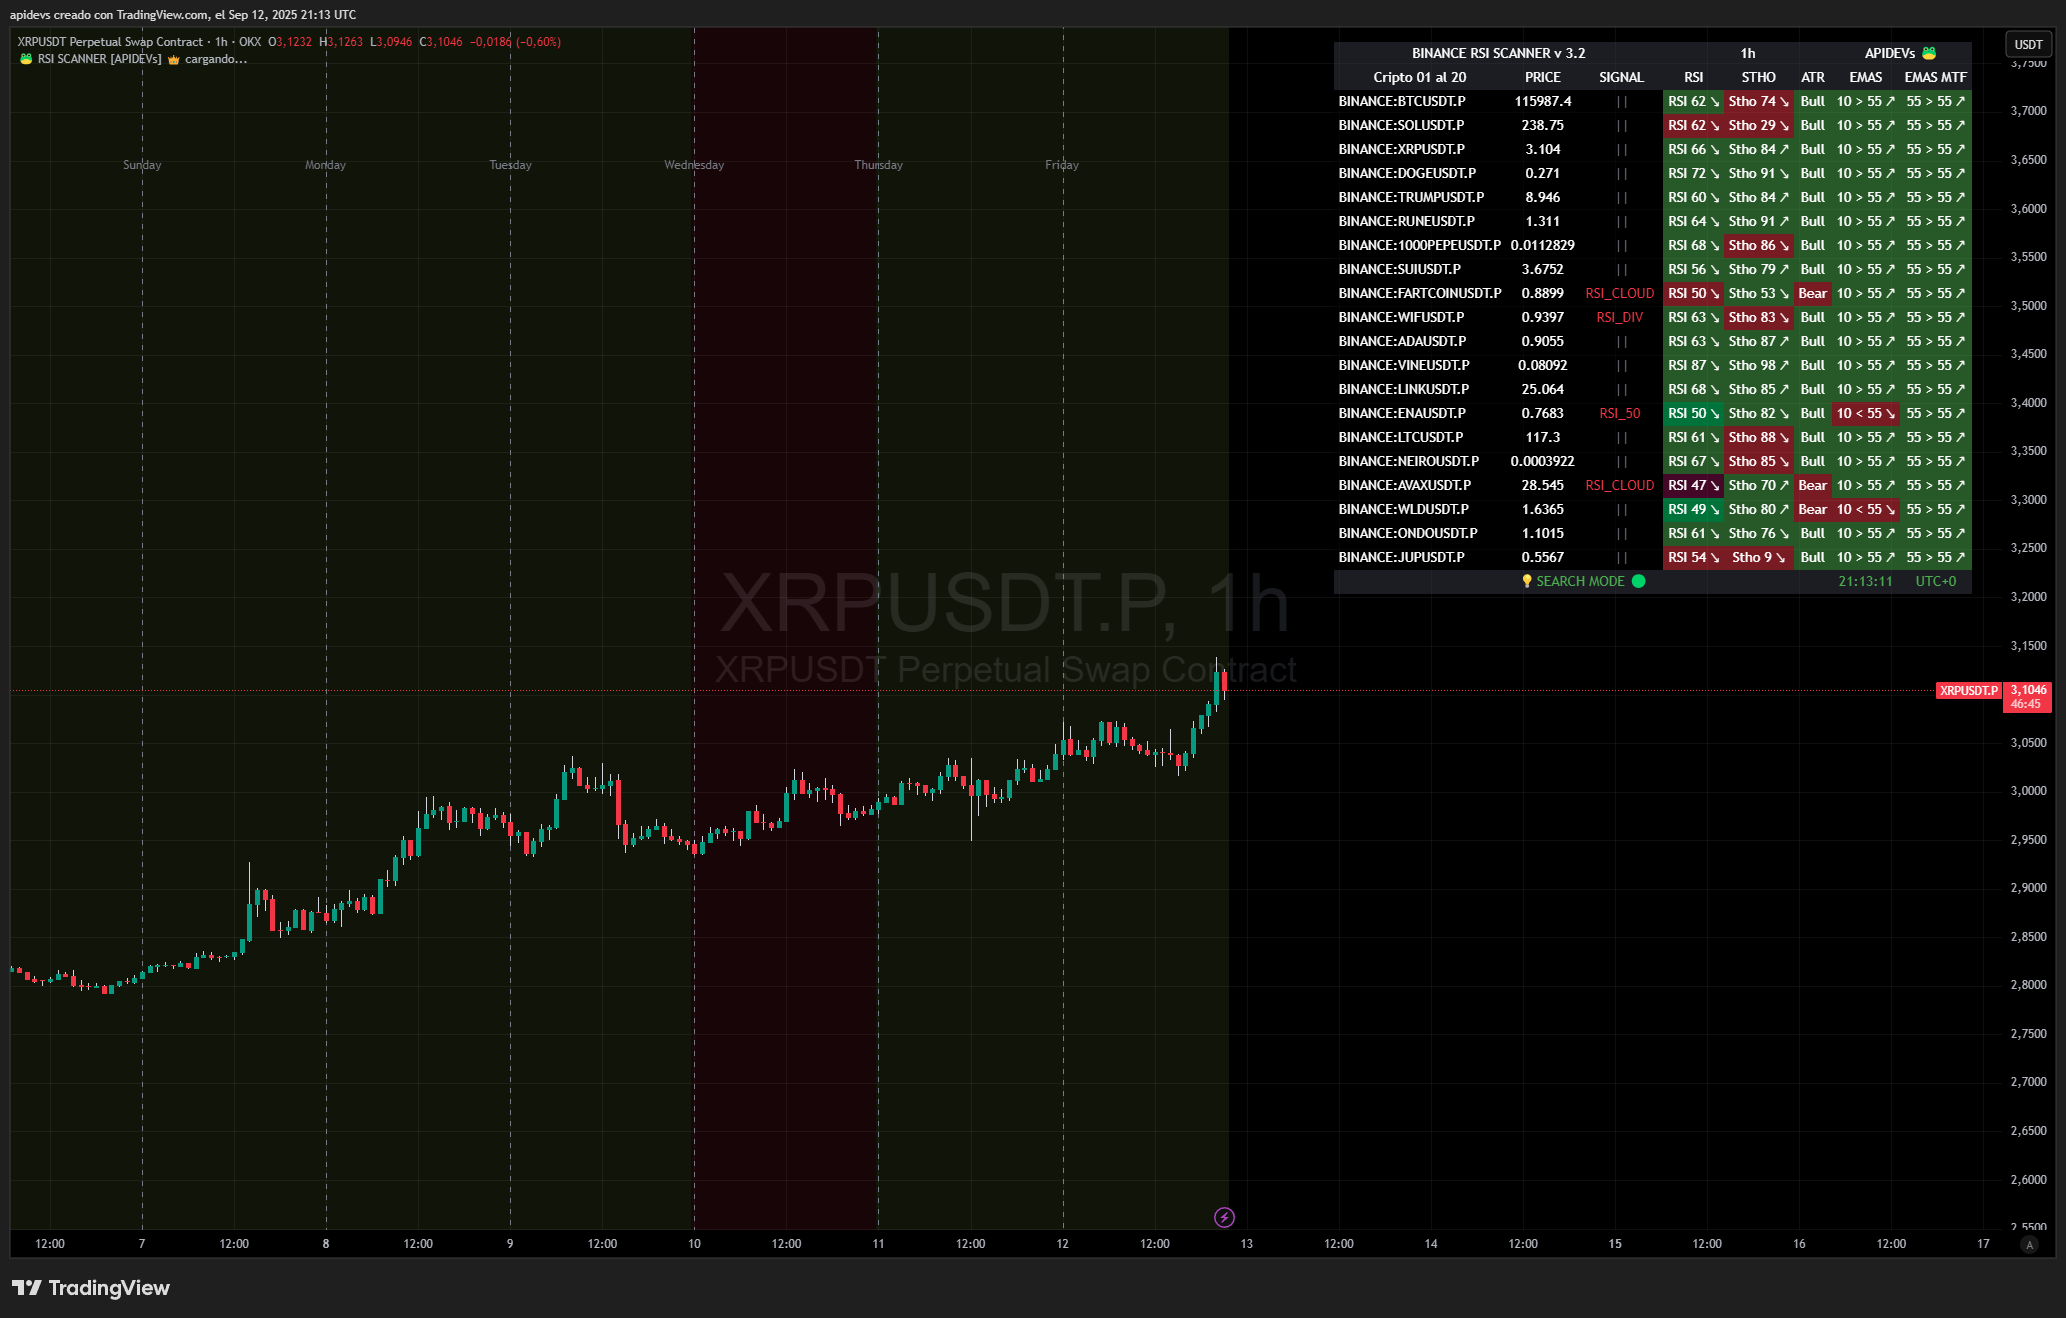 apidevs creado con TradingView.com, el Sep 12, 2025 21:13 UTC
XRPUSDT Perpetual Swap Contract · 1h · OKX O3,1232 H3,1263 L3,0946 C3,1046 −0,0186 (−0,60%)
🐸 RSI SCANNER [APIDEVs] 👑 cargando...
BINANCE RSI SCANNER v 3.2 1h APIDEVs 🐸
Cripto 01 al 20 PRICE SIGNAL RSI STHO ATR EMAS EMAS MTF
BINANCE:BTCUSDT.P 115987.4 || RSI 62 ↘ Stho 74 ↘ Bull 10 > 55 ↗ 55 > 55 ↗
BINANCE:SOLUSDT.P 238.75 || RSI 62 ↘ Stho 29 ↘ Bull 10 > 55 ↗ 55 > 55 ↗
BINANCE:XRPUSDT.P 3.104 || RSI 66 ↘ Stho 84 ↗ Bull 10 > 55 ↗ 55 > 55 ↗
BINANCE:DOGEUSDT.P 0.271 || RSI 72 ↘ Stho 91 ↘ Bull 10 > 55 ↗ 55 > 55 ↗
BINANCE:TRUMPUSDT.P 8.946 || RSI 60 ↘ Stho 84 ↗ Bull 10 > 55 ↗ 55 > 55 ↗
BINANCE:RUNEUSDT.P 1.311 || RSI 64 ↘ Stho 91 ↗ Bull 10 > 55 ↗ 55 > 55 ↗
BINANCE:1000PEPEUSDT.P 0.0112829 || RSI 68 ↘ Stho 86 ↘ Bull 10 > 55 ↗ 55 > 55 ↗
BINANCE:SUIUSDT.P 3.6752 || RSI 56 ↘ Stho 79 ↗ Bull 10 > 55 ↗ 55 > 55 ↗
BINANCE:FARTCOINUSDT.P 0.8899 RSI_CLOUD RSI 50 ↘ Stho 53 ↘ Bear 10 > 55 ↗ 55 > 55 ↗
BINANCE:WIFUSDT.P 0.9397 RSI_DIV RSI 63 ↘ Stho 83 ↘ Bull 10 > 55 ↗ 55 > 55 ↗
BINANCE:ADAUSDT.P 0.9055 || RSI 63 ↘ Stho 87 ↗ Bull 10 > 55 ↗ 55 > 55 ↗
BINANCE:VINEUSDT.P 0.08092 || RSI 87 ↘ Stho 98 ↗ Bull 10 > 55 ↗ 55 > 55 ↗
BINANCE:LINKUSDT.P 25.064 || RSI 68 ↘ Stho 85 ↗ Bull 10 > 55 ↗ 55 > 55 ↗
BINANCE:ENAUSDT.P 0.7683 RSI_50 RSI 50 ↘ Stho 82 ↘ Bull 10 < 55 ↘ 55 > 55 ↗
BINANCE:LTCUSDT.P 117.3 || RSI 61 ↘ Stho 88 ↘ Bull 10 > 55 ↗ 55 > 55 ↗
BINANCE:NEIROUSDT.P 0.0003922 || RSI 67 ↘ Stho 85 ↘ Bull 10 > 55 ↗ 55 > 55 ↗
BINANCE:AVAXUSDT.P 28.545 RSI_CLOUD RSI 47 ↘ Stho 70 ↗ Bear 10 > 55 ↗ 55 > 55 ↗
BINANCE:WLDUSDT.P 1.6365 || RSI 49 ↘ Stho 80 ↗ Bear 10 < 55 ↘ 55 > 55 ↗
BINANCE:ONDOUSDT.P 1.1015 || RSI 61 ↘ Stho 76 ↘ Bull 10 > 55 ↗ 55 > 55 ↗
BINANCE:JUPUSDT.P 0.5567 || RSI 54 ↘ Stho 9 ↘ Bull 10 > 55 ↗ 55 > 55 ↗
💡 SEARCH MODE 🟢 21:13:11 UTC+0
Sunday Monday Tuesday Wednesday Thursday Friday
XRPUSDT.P, 1h
XRPUSDT Perpetual Swap Contract
USDT
3,7500
3,7000
3,6500
3,6000
3,5500
3,5000
3,4500
3,4000
3,3500
3,3000
3,2500
3,2000
3,1500
XRPUSDT.P 3,1046
46:45
3,0500
3,0000
2,9500
2,9000
2,8500
2,8000
2,7500
2,7000
2,6500
2,6000
2,5500
12:00 7 12:00 8 12:00 9 12:00 10 12:00 11 12:00 12 12:00 13 12:00 14 12:00 15 12:00 16 12:00 17 A
TradingView